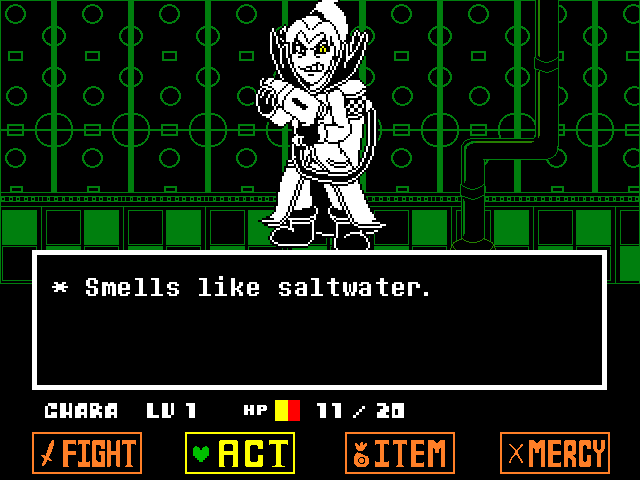 * Smells like saltwater.
CHARA LV 1 HP 11 / 20
FIGHT ACT ITEM MERCY